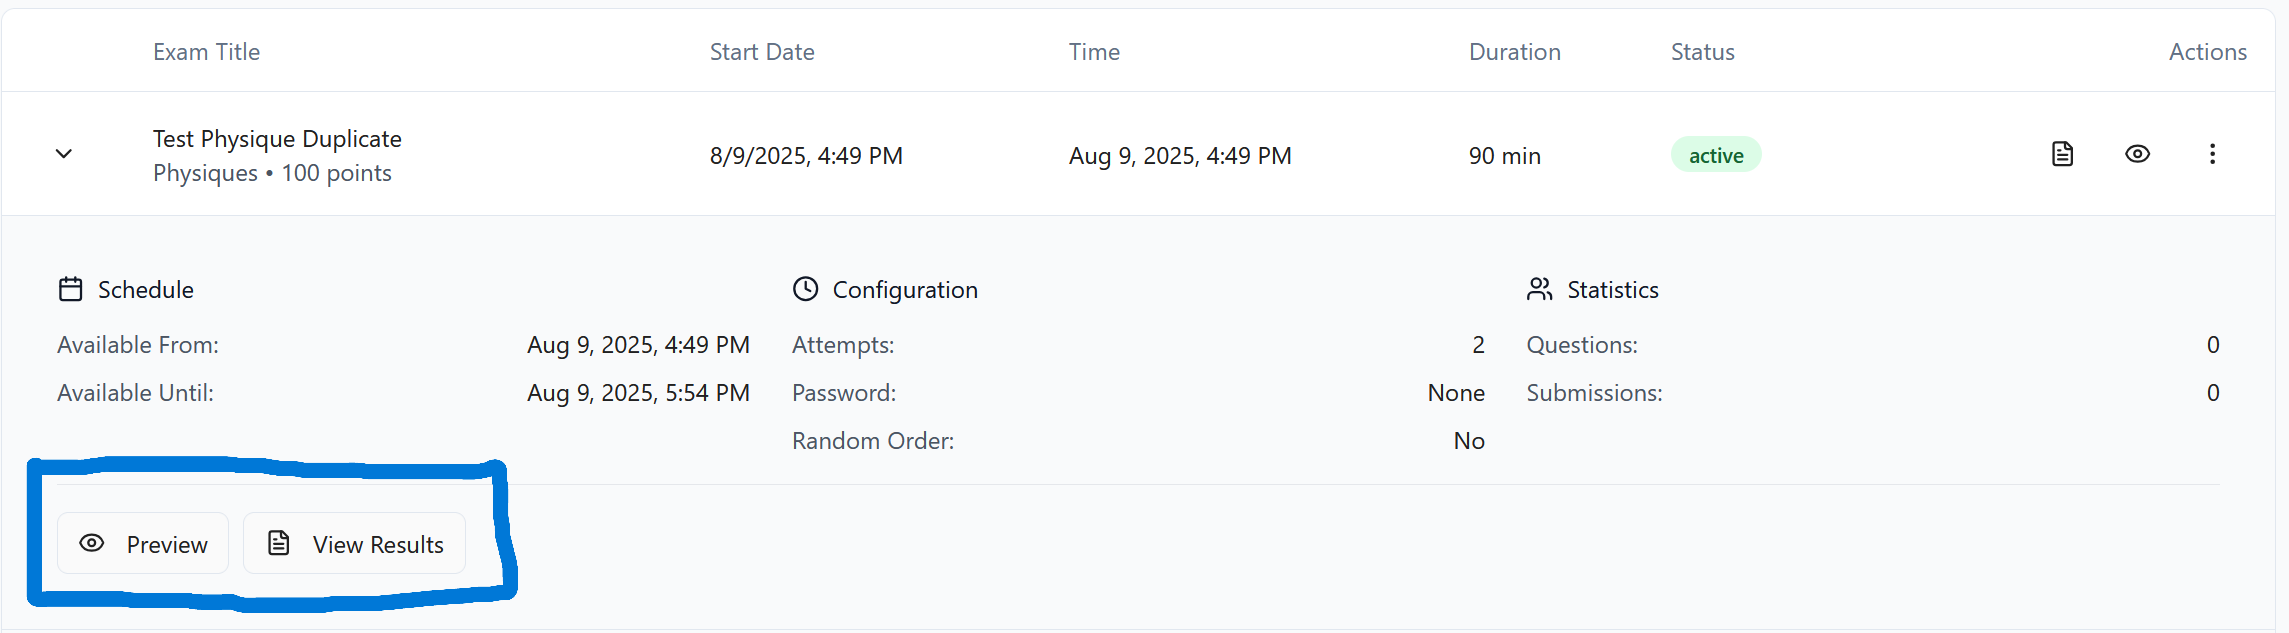 Exam Title Start Date Time Duration Status Actions
Test Physique Duplicate
Physiques • 100 points
8/9/2025, 4:49 PM Aug 9, 2025, 4:49 PM 90 min active
Schedule
Available From: Aug 9, 2025, 4:49 PM
Available Until: Aug 9, 2025, 5:54 PM
Configuration
Attempts: 2
Password: None
Random Order: No
Statistics
Questions: 0
Submissions: 0
Preview View Results